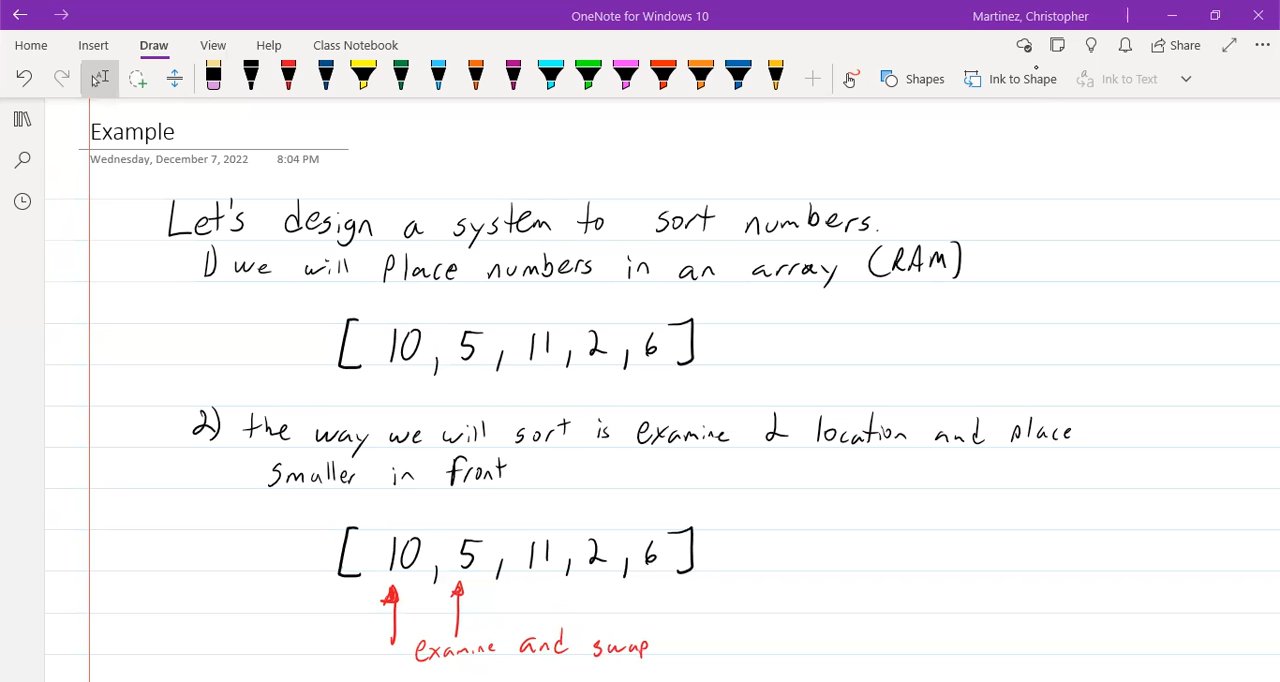 OneNote for Windows 10
Martinez, Christopher
Home Insert Draw View Help Class Notebook
Share
Shapes Ink to Shape Ink to Text
Example
Wednesday, December 7, 2022 8:04 PM
Let's design a system to sort numbers.
1) we will Place numbers in an array (RAM)
[ 10, 5, 11, 2, 6 ]
2) the way we will sort is examine 2 location and place
smaller in front
[ 10, 5, 11, 2, 6 ]
examine and swap